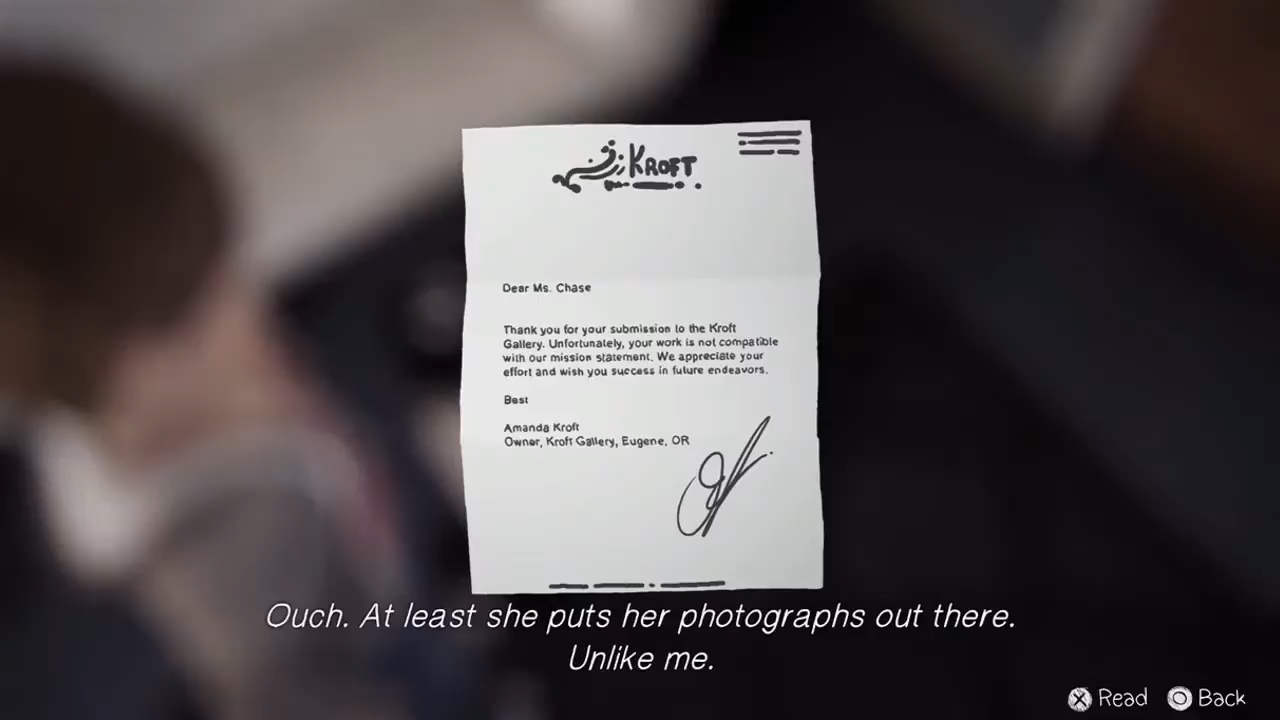 KROFT
Dear Ms. Chase
Thank you for your submission to the Kroft
Gallery. Unfortunately, your work is not compatible
with our mission statement. We appreciate your
effort and wish you success in future endeavors.
Best
Amanda Kroft
Owner, Kroft Gallery, Eugene, OR
Ouch. At least she puts her photographs out there.
Unlike me.
Read
Back